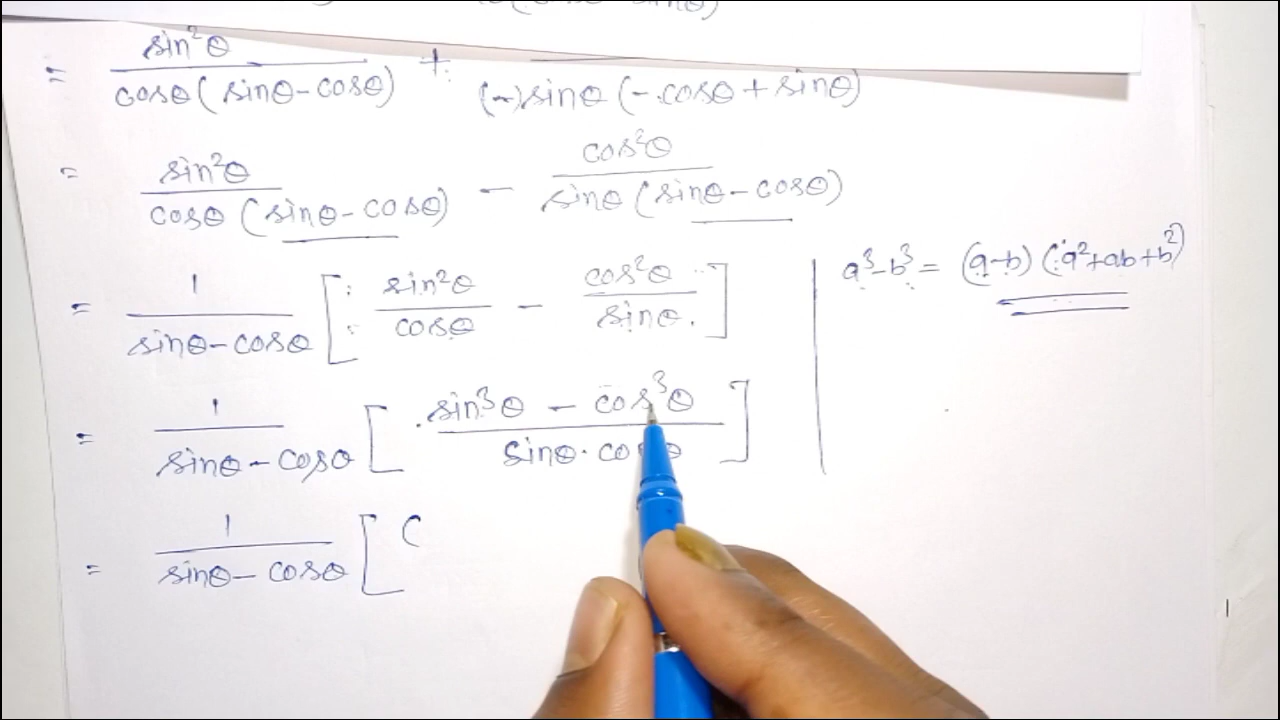 = sin²θ / cosθ(sinθ-cosθ) + / (-)sinθ(-cosθ+sinθ)
= sin²θ / cosθ(sinθ-cosθ) - cos²θ / sinθ(sinθ-cosθ)
= 1 / sinθ-cosθ [ sin²θ / cosθ - cos²θ / sinθ ]
a³-b³ = (a-b)(a²+ab+b²)
= 1 / sinθ-cosθ [ sin³θ - cos³θ / sinθ·cosθ ]
= 1 / sinθ-cosθ [ (